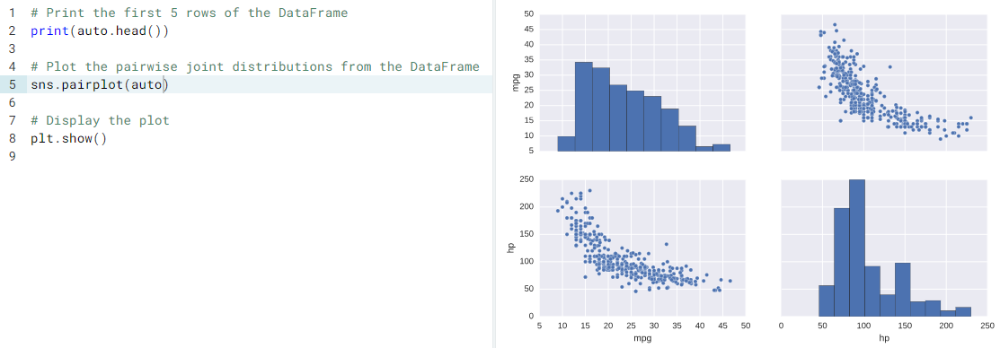 1 # Print the first 5 rows of the DataFrame
2 print(auto.head())
3
4 # Plot the pairwise joint distributions from the DataFrame
5 sns.pairplot(auto)
6
7 # Display the plot
8 plt.show()
9
50
45
40
35
30
25
20
15
10
5
mpg
250
200
150
100
50
0
hp
5 10 15 20 25 30 35 40 45 50
mpg
0 50 100 150 200 250
hp